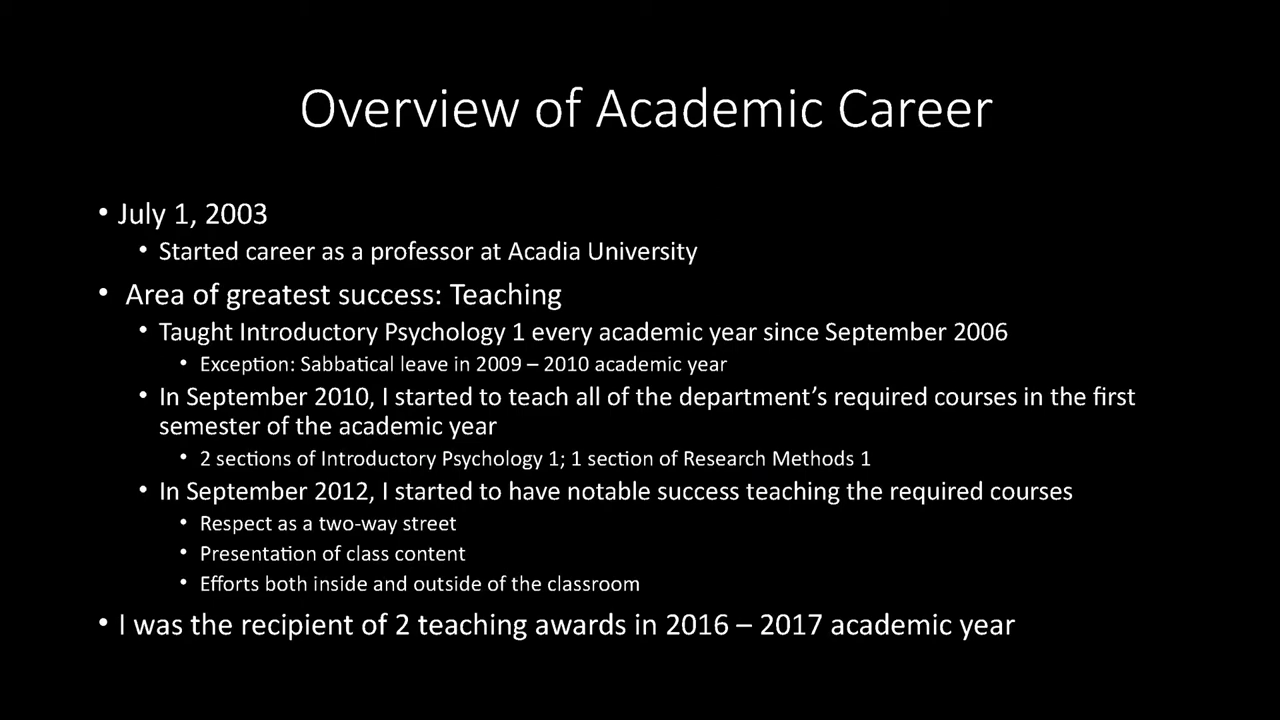 Overview of Academic Career
• July 1, 2003
• Started career as a professor at Acadia University
• Area of greatest success: Teaching
• Taught Introductory Psychology 1 every academic year since September 2006
• Exception: Sabbatical leave in 2009 – 2010 academic year
• In September 2010, I started to teach all of the department’s required courses in the first
semester of the academic year
• 2 sections of Introductory Psychology 1; 1 section of Research Methods 1
• In September 2012, I started to have notable success teaching the required courses
• Respect as a two-way street
• Presentation of class content
• Efforts both inside and outside of the classroom
• I was the recipient of 2 teaching awards in 2016 – 2017 academic year